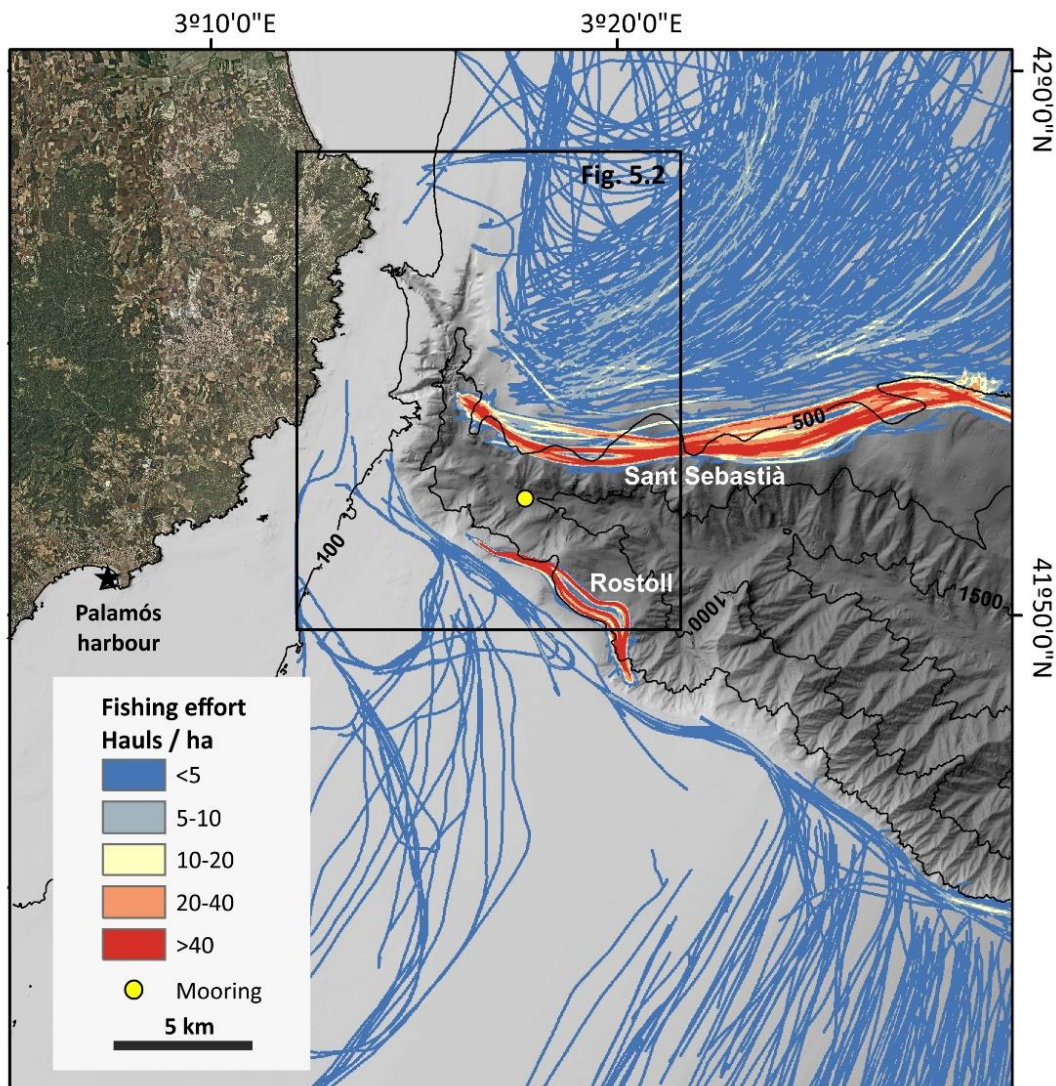 3º10'0"E
3º20'0"E
42º0'0"N
Fig. 5.2
500
Sant Sebastià
100
Rostoll
1000
1500
41º50'0"N
Palamós
harbour
Fishing effort
Hauls / ha
<5
5-10
10-20
20-40
>40
Mooring
5 km